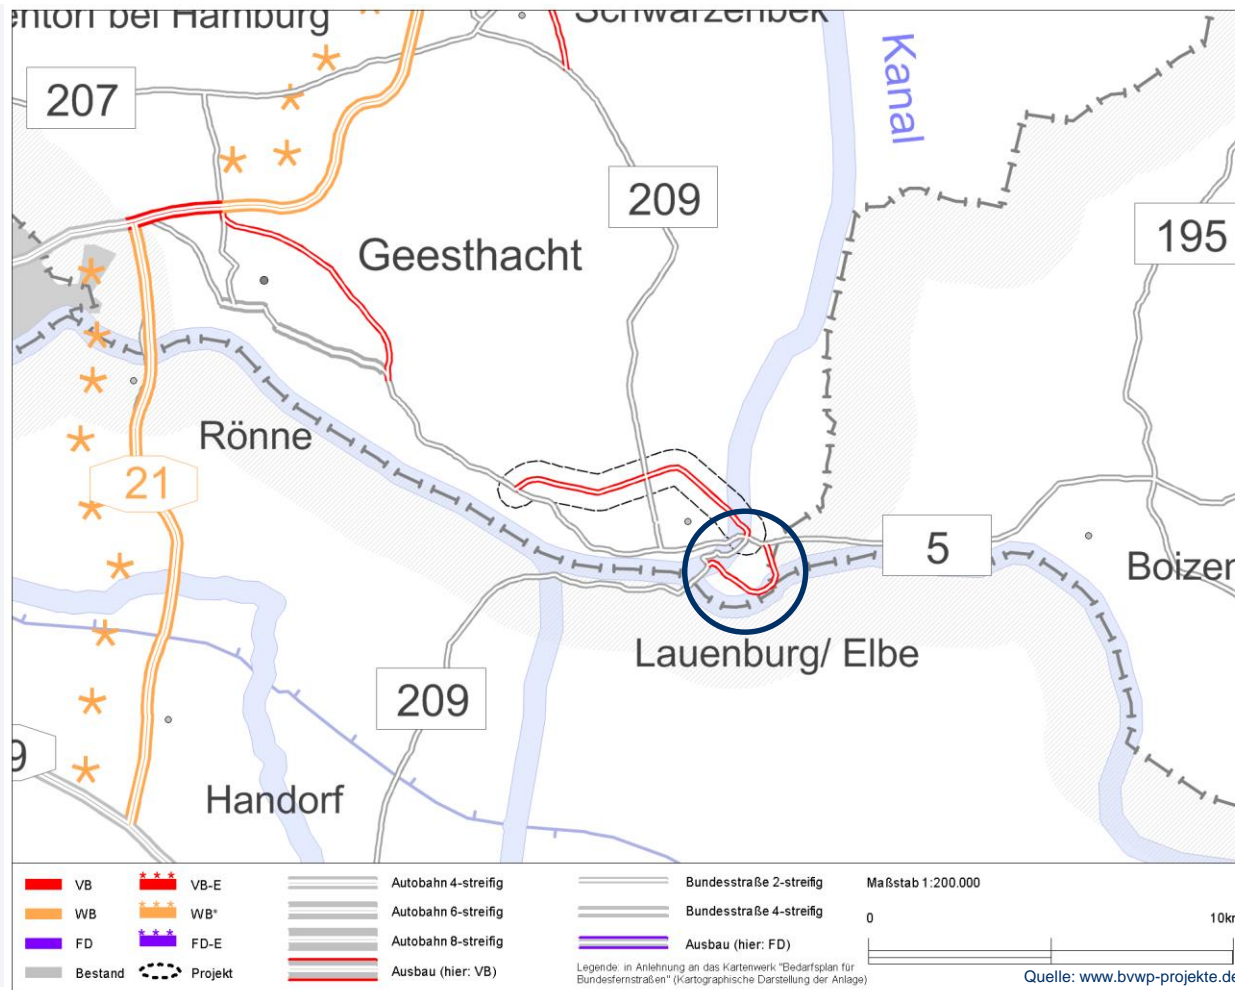 entorf bei Hamburg
Schwarzenbek
Kanal
207
209
195
Geesthacht
Rönne
21
5
Boizen
Lauenburg/ Elbe
209
9
Handorf
VB
VB-E
Autobahn 4-streifig
Bundesstraße 2-streifig
Maßstab 1:200.000
WB
WB*
Autobahn 6-streifig
Bundesstraße 4-streifig
0
10km
FD
FD-E
Autobahn 8-streifig
Ausbau (hier: FD)
Bestand
Projekt
Ausbau (hier: VB)
Legende: in Anlehnung an das Kartenwerk "Bedarfsplan für
Bundesfernstraßen" (Kartographische Darstellung der Anlage)
Quelle: www.bvwp-projekte.de